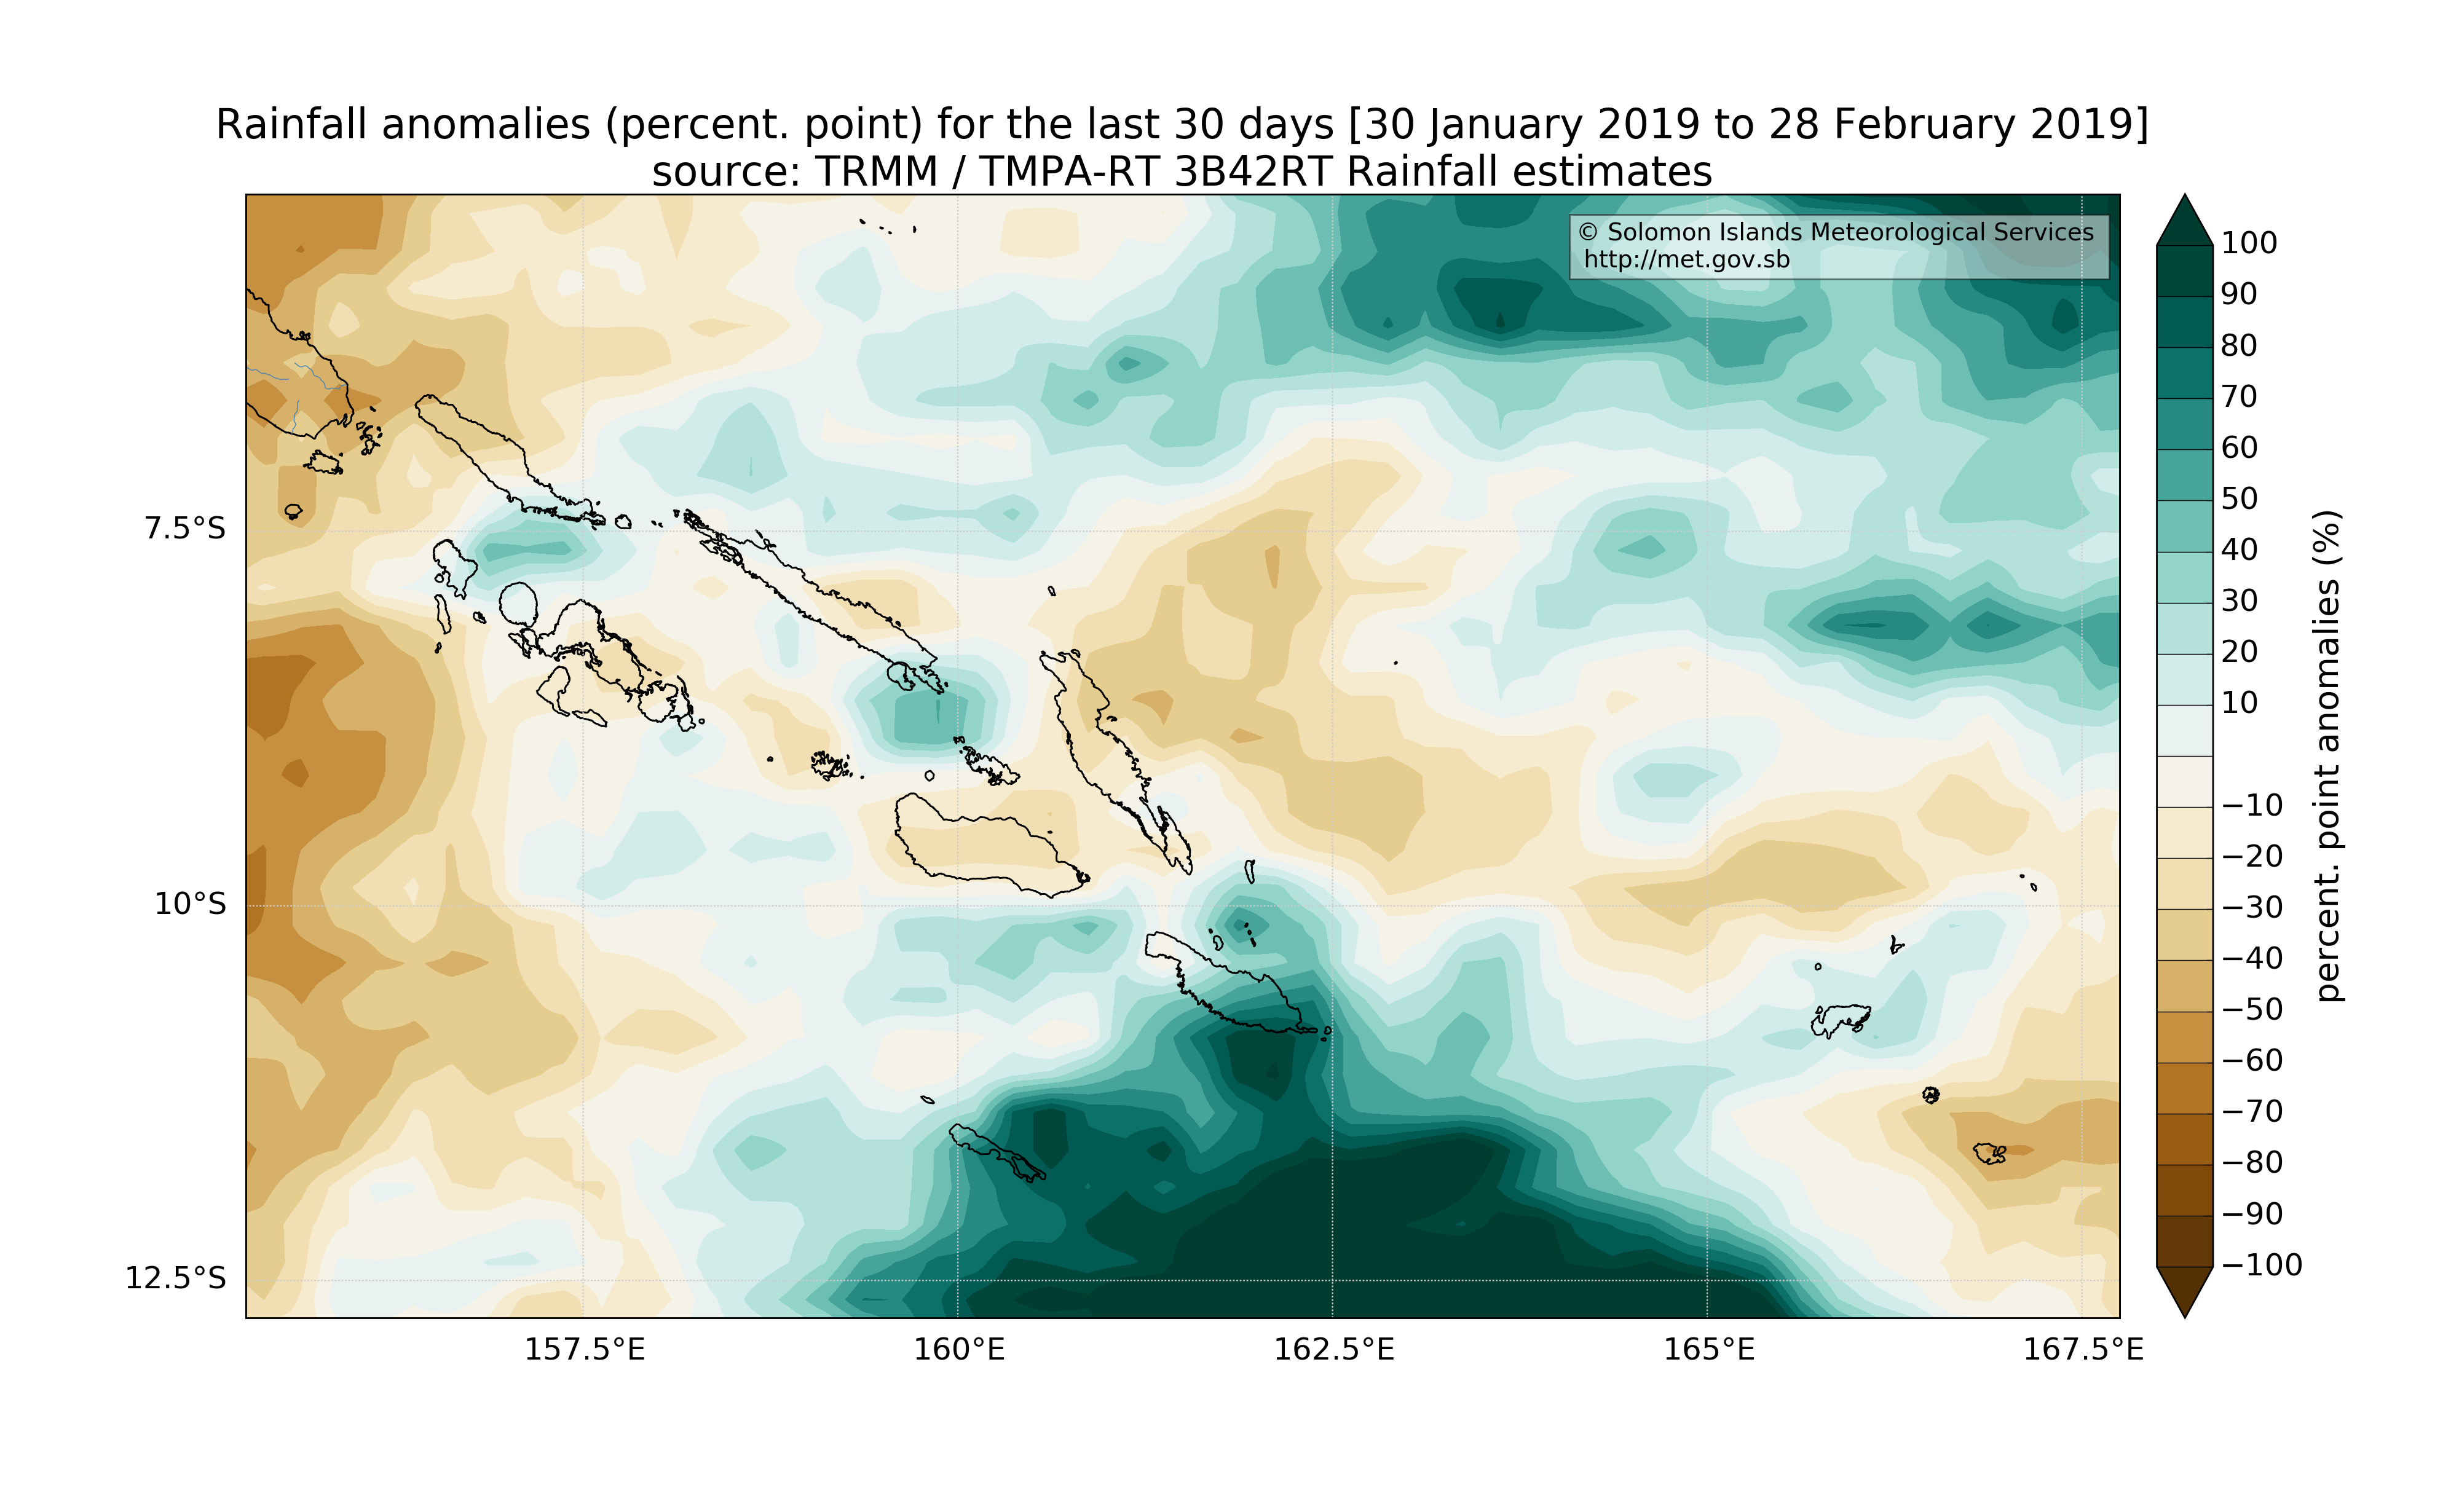 Rainfall anomalies (percent. point) for the last 30 days [30 January 2019 to 28 February 2019]
source: TRMM / TMPA-RT 3B42RT Rainfall estimates
© Solomon Islands Meteorological Services
http://met.gov.sb
7.5°S
10°S
12.5°S
157.5°E
160°E
162.5°E
165°E
167.5°E
100
90
80
70
60
50
40
30
20
10
−10
−20
−30
−40
−50
−60
−70
−80
−90
−100
percent. point anomalies (%)